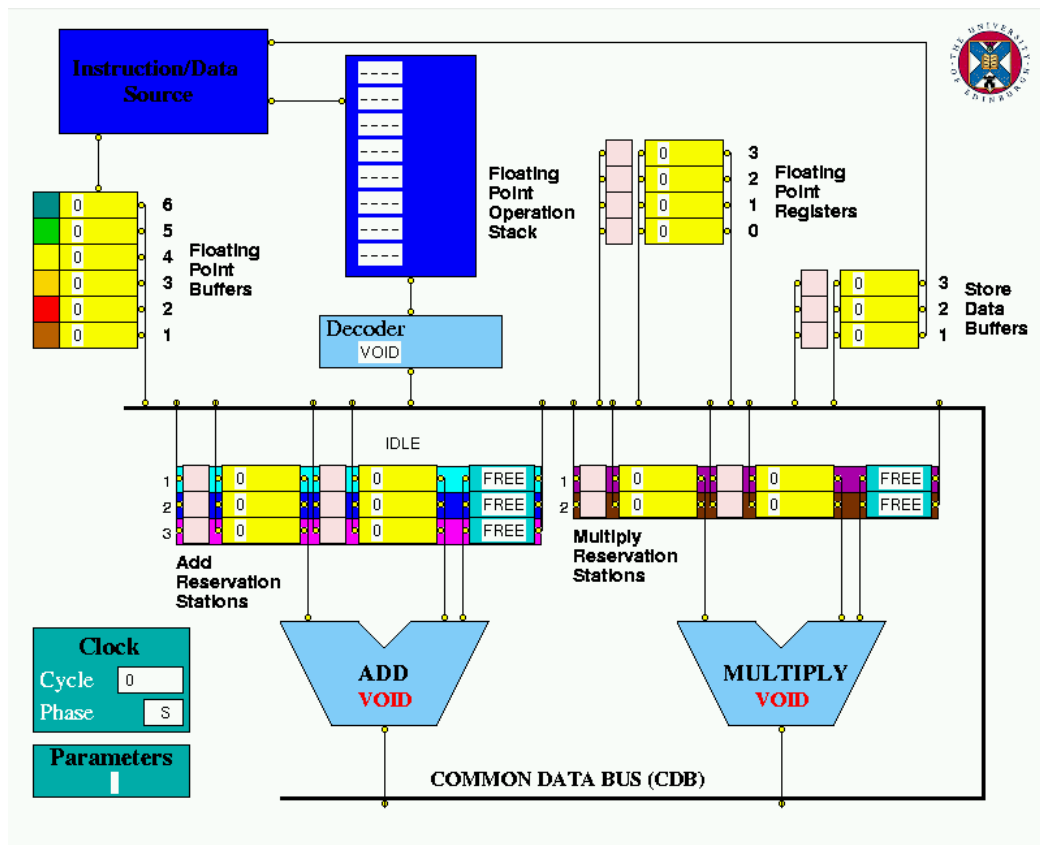 Instruction/Data
Source
----
----
----
----
----
----
----
----
Floating
Point
Operation
Stack
THE UNIVERSITY OF EDINBURGH
0 3
0 2
0 1
0 0
Floating
Point
Registers
0 6
0 5
0 4
0 3
0 2
0 1
Floating
Point
Buffers
0 3
0 2
0 1
Store
Data
Buffers
Decoder
VOID
IDLE
1 0 0 FREE
2 0 0 FREE
3 0 0 FREE
Add
Reservation
Stations
1 0 0 FREE
2 0 0 FREE
Multiply
Reservation
Stations
Clock
Cycle 0
Phase S
Parameters
ADD
VOID
MULTIPLY
VOID
COMMON DATA BUS (CDB)